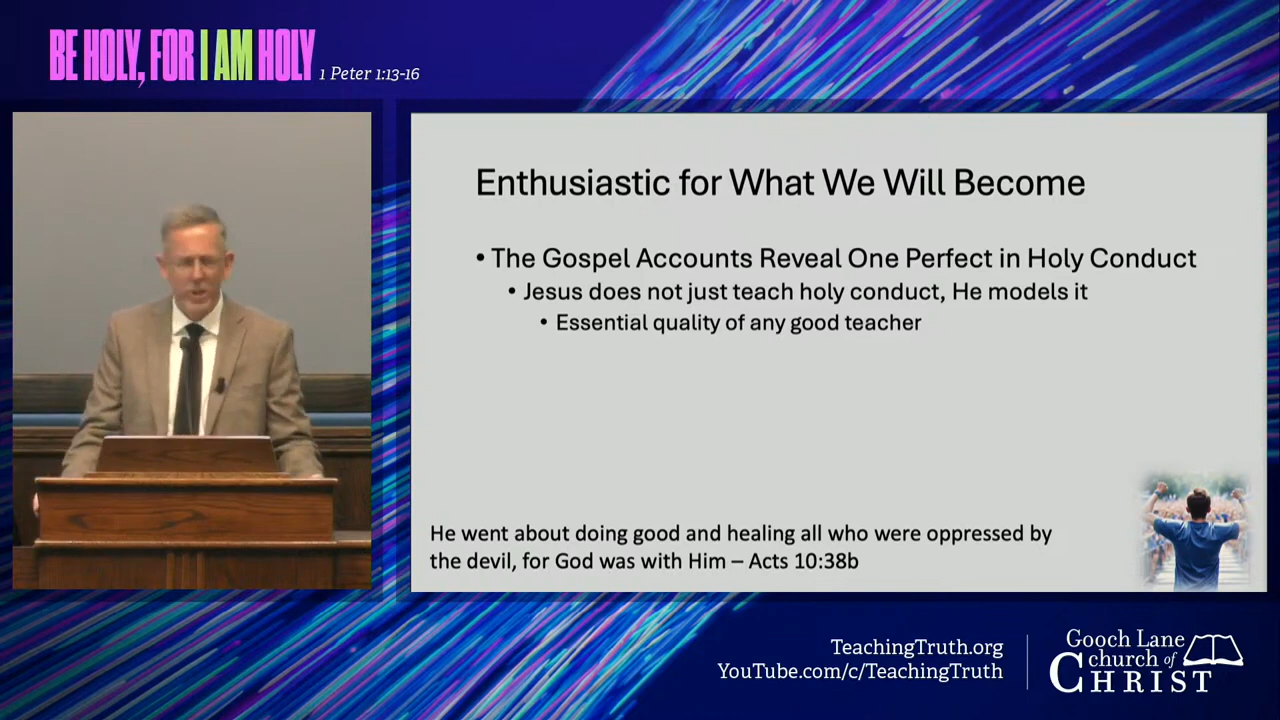 BE HOLY, FOR I AM HOLY 1 Peter 1:13-16
Enthusiastic for What We Will Become
• The Gospel Accounts Reveal One Perfect in Holy Conduct
• Jesus does not just teach holy conduct, He models it
• Essential quality of any good teacher
He went about doing good and healing all who were oppressed by
the devil, for God was with Him – Acts 10:38b
TeachingTruth.org
YouTube.com/c/TeachingTruth
Gooch Lane
church of
CHRIST